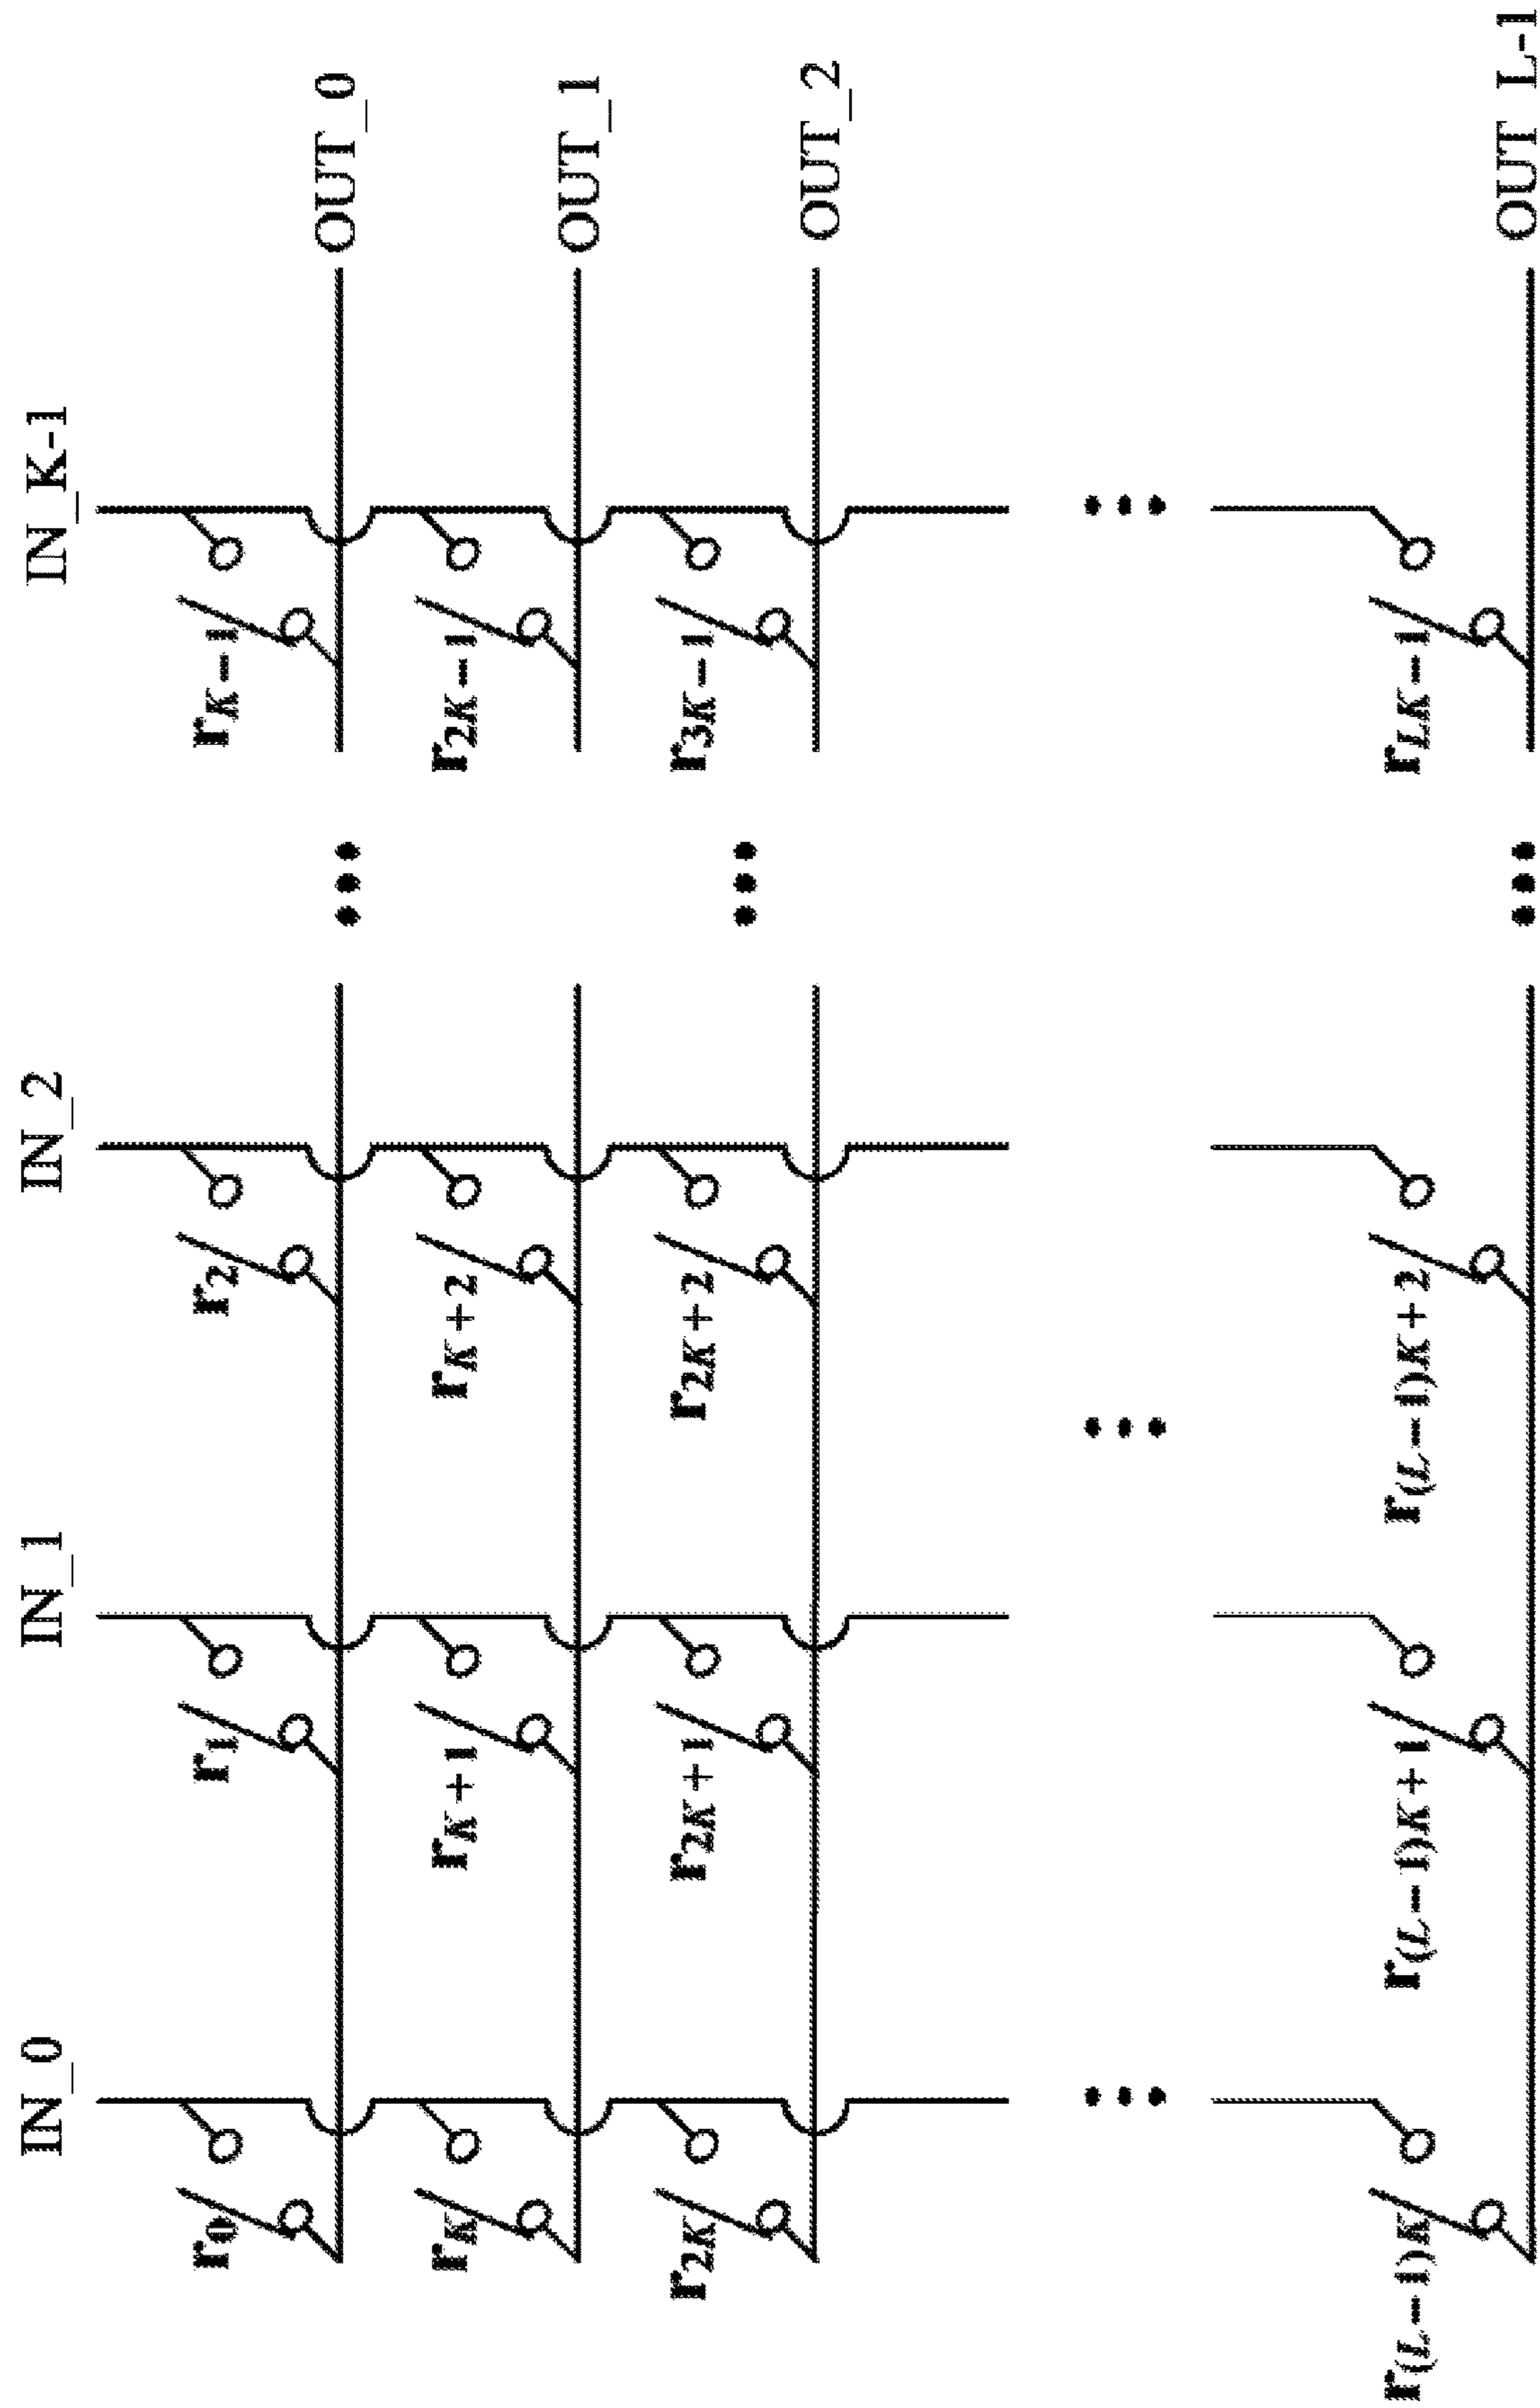 IN_0
IN_1
IN_2
IN_K-1
r0
r1
r2
rK−1
OUT_0
rK
rK+1
rK+2
r2K−1
OUT_1
r2K
r2K+1
r2K+2
r3K−1
OUT_2
r(L−1)K
r(L−1)K+1
r(L−1)K+2
rLK−1
OUT_L-1